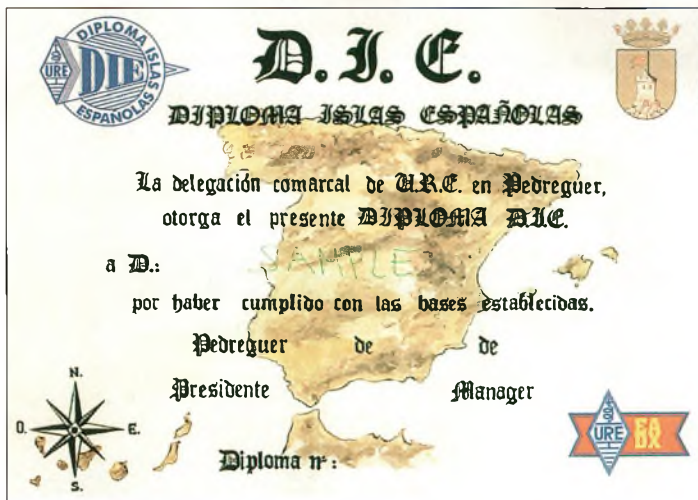 DIPLOMA ISLAS
URE
DIE
ESPAÑOLAS
D. I. E.
DIPLOMA ISLAS ESPAÑOLAS
La delegación comarcal de U.R.E. en Pedreguer,
otorga el presente DIPLOMA D.I.E.
SAMPLE
a D.:
por haber cumplido con las bases establecidas.
Pedreguer de de
Presidente Manager
N.
O. E.
S.
Diploma nº:
URE
EA
DX